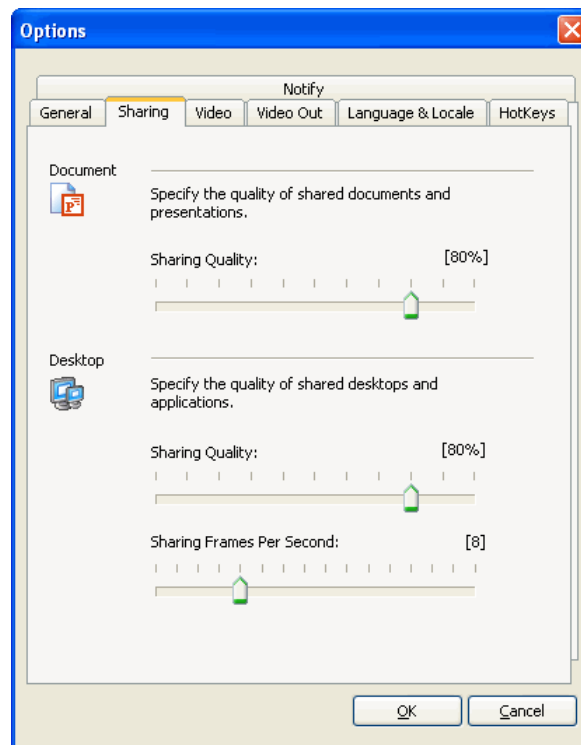 Options
Notify
General Sharing Video Video Out Language & Locale HotKeys
Document
Specify the quality of shared documents and
presentations.
Sharing Quality: [80%]
Desktop
Specify the quality of shared desktops and
applications.
Sharing Quality: [80%]
Sharing Frames Per Second: [8]
OK Cancel